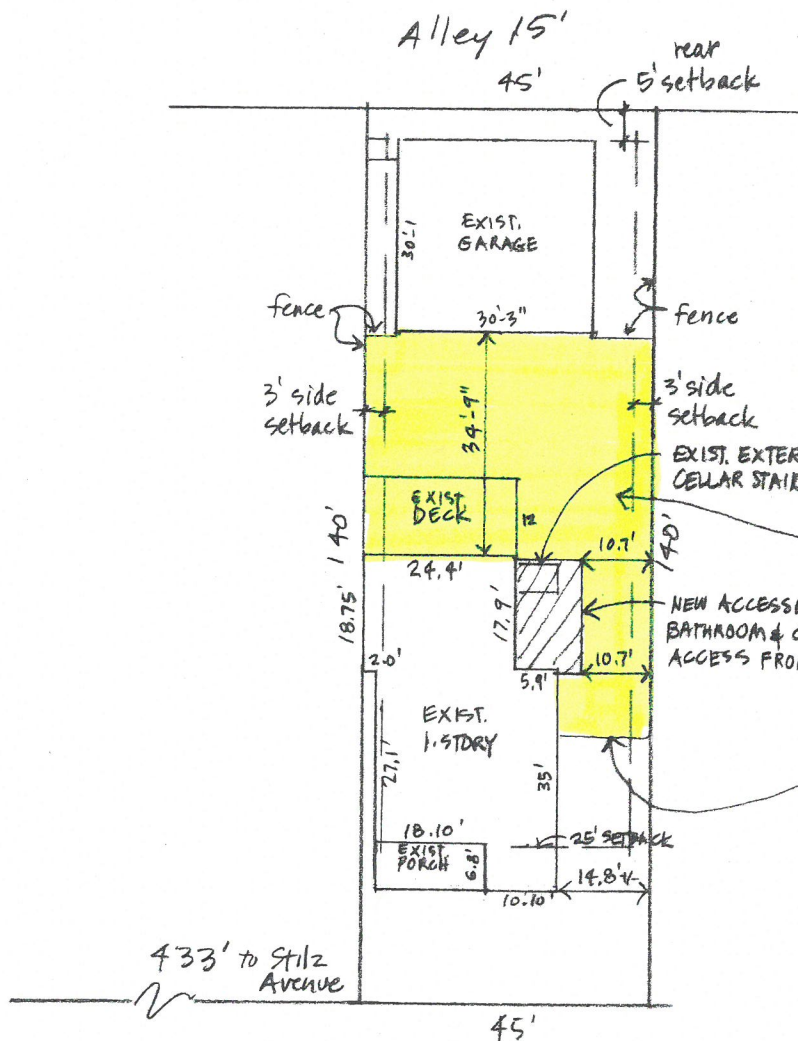 Alley 15'
45'
rear
5' setback
EXIST.
GARAGE
30'-1
30'-3"
fence
fence
3' side
setback
3' side
setback
34'-9"
EXIST. EXTER
CELLAR STAIR
EXIST
DECK
12
140'
140'
24.4'
10.7'
18.75'
17.9'
NEW ACCESSI
BATHROOM & C
ACCESS FRO
2.0'
5.9'
10.7'
EXIST.
1-STORY
27.1'
35'
18.10'
25' SETBACK
EXIST
PORCH
6.8'
14.8'+/-
10.10
433' to Stilz
Avenue
45'